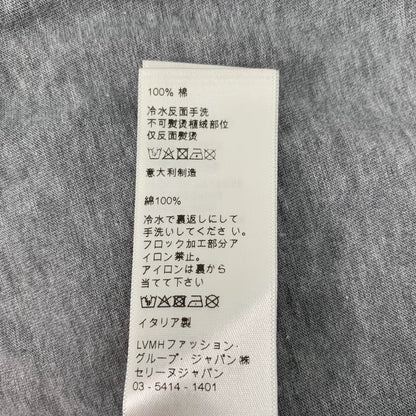 100% 棉
冷水反面手洗
不可熨烫植绒部位
仅反面熨烫
意大利制造
綿100%
冷水で裏返しにして
手洗いしてください。
フロック加工部分ア
イロン禁止。
アイロンは裏から
当てて下さい
イタリア製
LVMHファッション・
グループ・ジャパン㈱
セリーヌジャパン
03 - 5414 - 1401